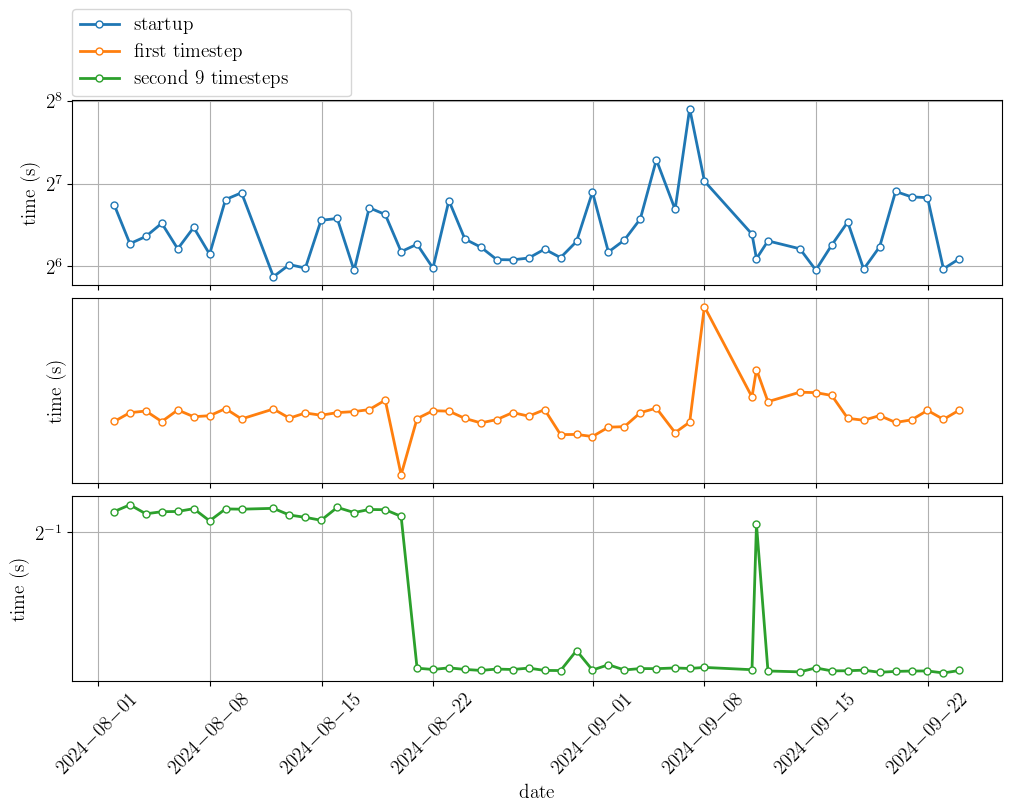 startup
first timestep
second 9 timesteps
2⁸
2⁷
2⁶
time (s)
time (s)
2⁻¹
time (s)
2024−08−01
2024−08−08
2024−08−15
2024−08−22
2024−09−01
2024−09−08
2024−09−15
2024−09−22
date